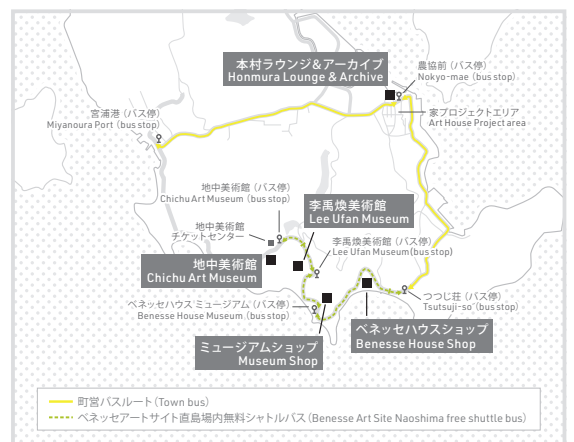 本村ラウンジ&アーカイブ
Honmura Lounge & Archive
農協前（バス停）
Nokyo-mae（bus stop）
宮浦港（バス停）
Miyanoura Port（bus stop）
家プロジェクトエリア
Art House Project area
地中美術館（バス停）
Chichu Art Museum（bus stop）
李禹煥美術館
Lee Ufan Museum
地中美術館
チケットセンター
李禹煥美術館（バス停）
Lee Ufan Museum（bus stop）
地中美術館
Chichu Art Museum
つつじ荘（バス停）
Tsutsuji-so（bus stop）
ベネッセハウス ミュージアム（バス停）
Benesse House Museum（bus stop）
ベネッセハウスショップ
Benesse House Shop
ミュージアムショップ
Museum Shop
町営バスルート（Town bus）
ベネッセアートサイト直島場内無料シャトルバス（Benesse Art Site Naoshima free shuttle bus）